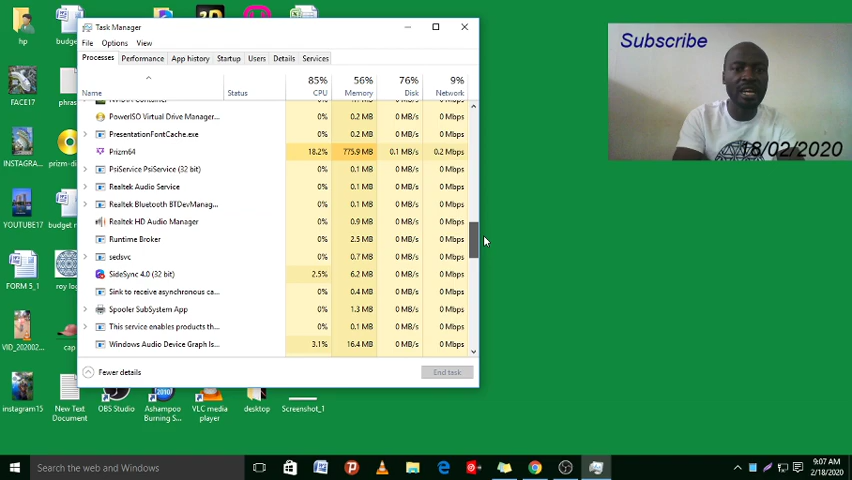 Task Manager
File Options View
Processes Performance App history Startup Users Details Services
85% 56% 76% 9%
Name Status CPU Memory Disk Network
PowerISO Virtual Drive Manager... 0% 0.2 MB 0 MB/s 0 Mbps
PresentationFontCache.exe 0% 0.2 MB 0 MB/s 0 Mbps
Prizm64 18.2% 775.9 MB 0.1 MB/s 0.2 Mbps
PsiService PsiService (32 bit) 0% 0.1 MB 0 MB/s 0 Mbps
Realtek Audio Service 0% 0.1 MB 0 MB/s 0 Mbps
Realtek Bluetooth BTDevManag... 0% 0.1 MB 0 MB/s 0 Mbps
Realtek HD Audio Manager 0% 0.9 MB 0 MB/s 0 Mbps
Runtime Broker 0% 2.5 MB 0 MB/s 0 Mbps
sedsvc 0% 0.7 MB 0 MB/s 0 Mbps
SideSync 4.0 (32 bit) 2.5% 6.2 MB 0 MB/s 0 Mbps
Sink to receive asynchronous ca... 0% 0.4 MB 0 MB/s 0 Mbps
Spooler SubSystem App 0% 1.3 MB 0 MB/s 0 Mbps
This service enables products th... 0% 0.1 MB 0 MB/s 0 Mbps
Windows Audio Device Graph Is... 3.1% 16.4 MB 0 MB/s 0 Mbps
Fewer details End task
Subscribe
18/02/2020
hp
budge
FACE17
phras
INSTAGRA...
prizm-di
YOUTUBE17
budget n
FORM 5_1
roy log
VID_202002...
cap
instagram15
New Text
Document
OBS Studio
Ashampoo
Burning S...
VLC media
player
desktop
Screenshot_1
Search the web and Windows
9:07 AM
2/18/2020